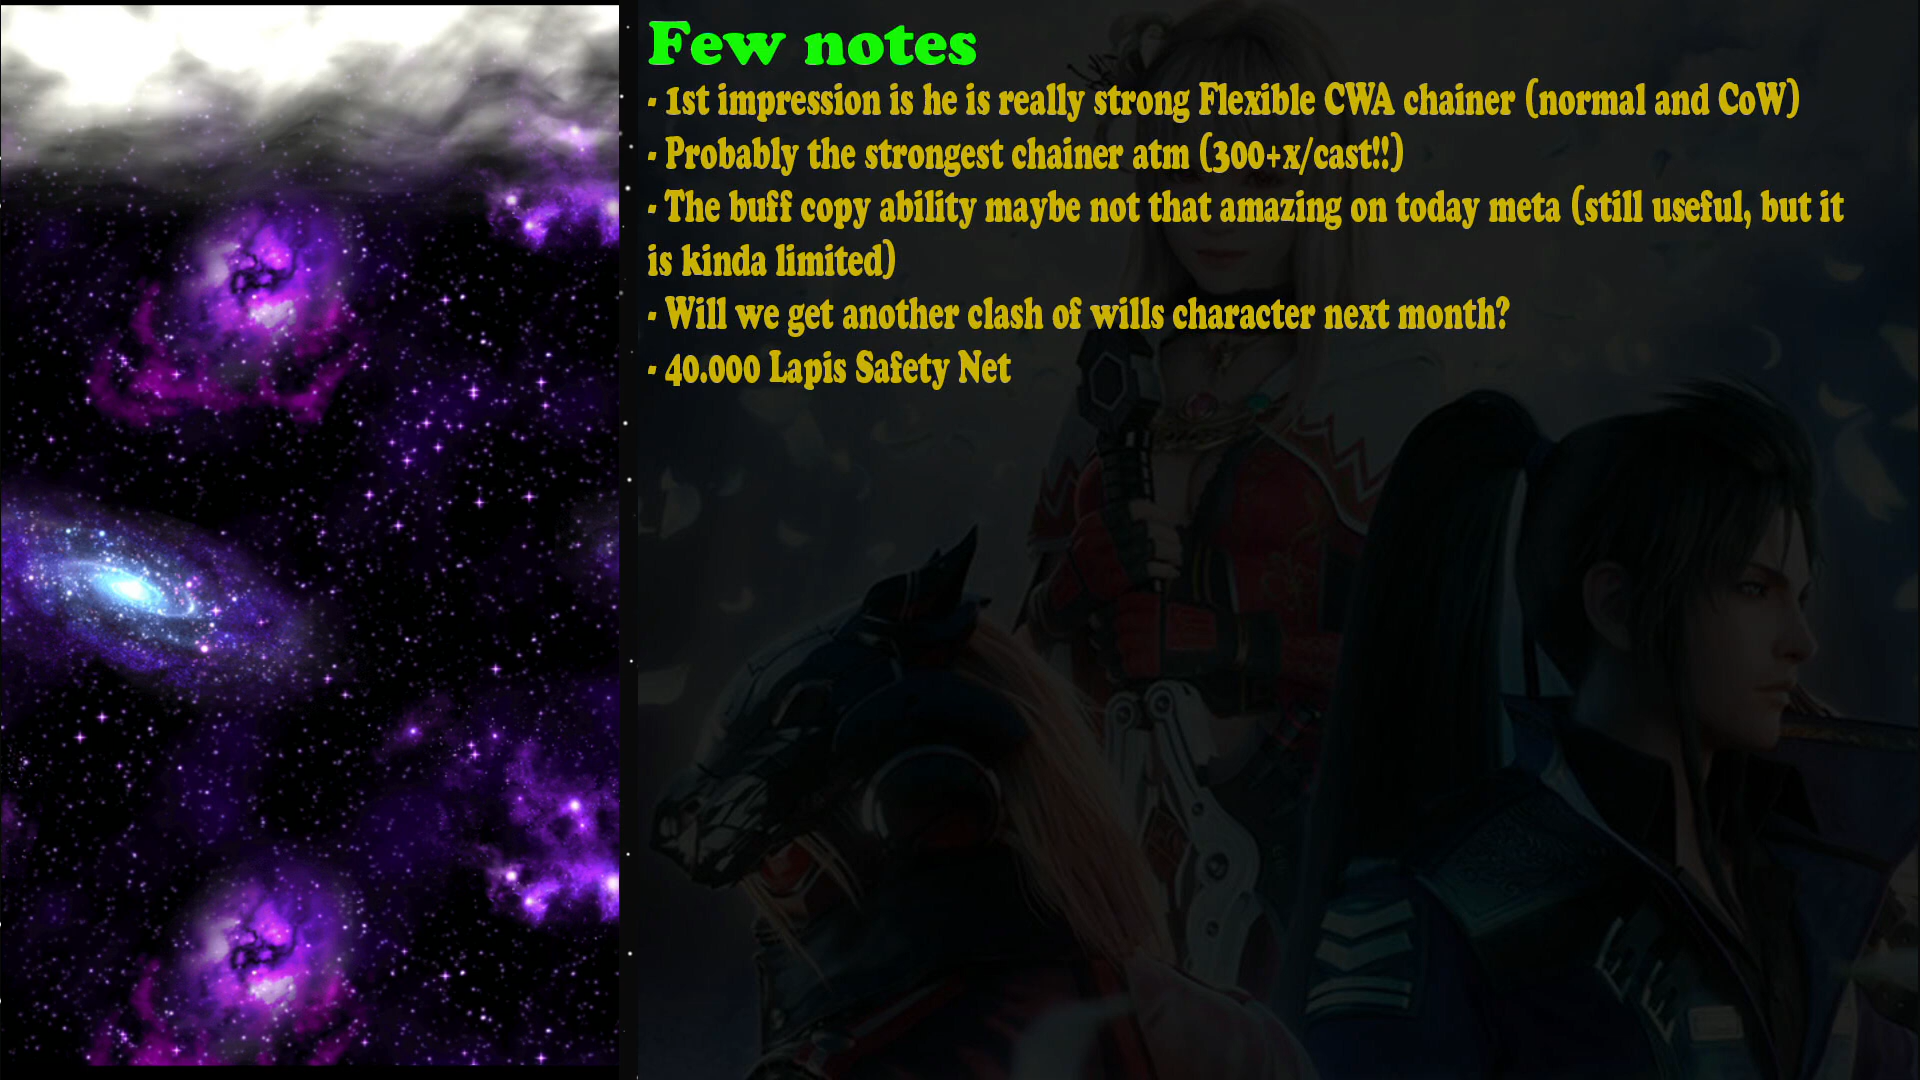 Few notes
- 1st impression is he is really strong Flexible CWA chainer (normal and CoW)
- Probably the strongest chainer atm (300+x/cast!!)
- The buff copy ability maybe not that amazing on today meta (still useful, but it
is kinda limited)
- Will we get another clash of wills character next month?
- 40.000 Lapis Safety Net